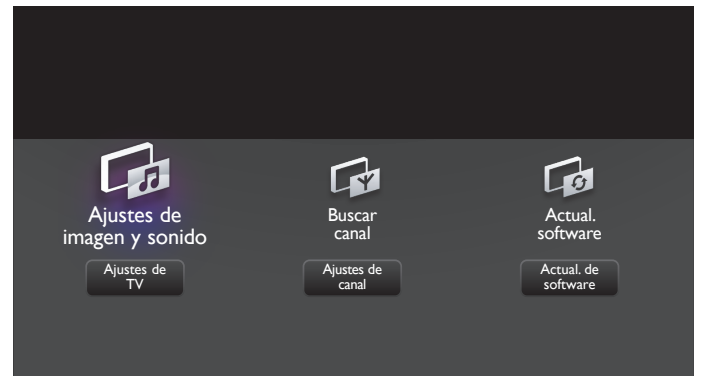 Ajustes de
imagen y sonido
Buscar
canal
Actual.
software
Ajustes de
TV
Ajustes de
canal
Actual. de
software